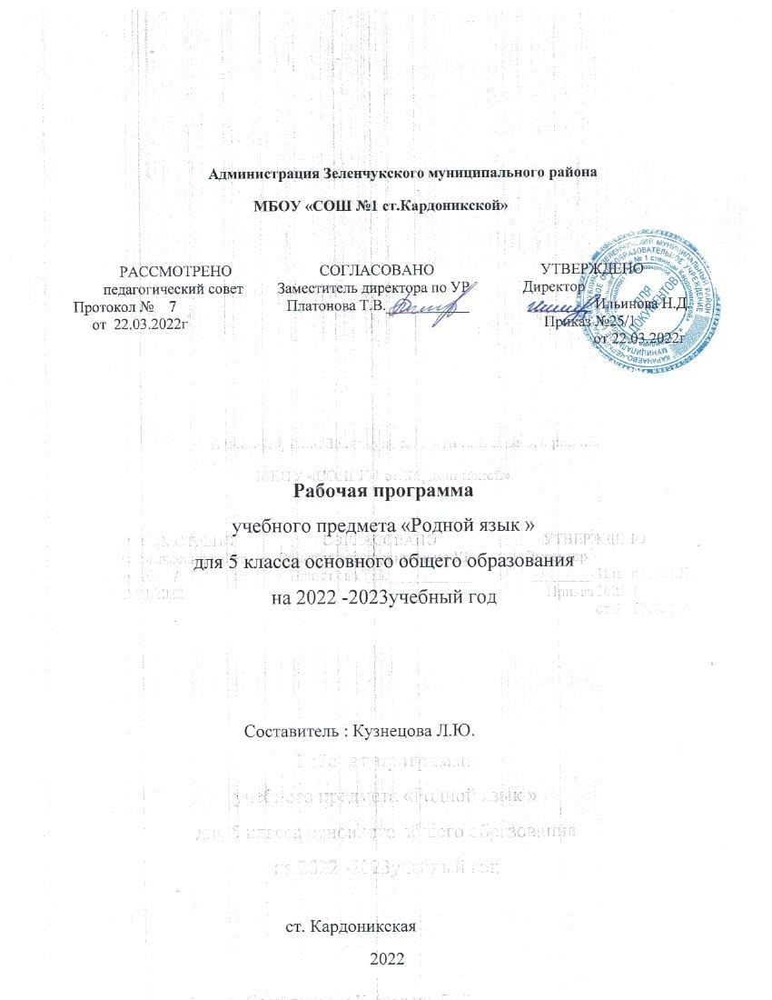 Администрация Зеленчукского муниципального района
МБОУ «СОШ №1 ст.Кардоникской»
РАССМОТРЕНО
педагогический совет
Протокол № 7
от 22.03.2022г
СОГЛАСОВАНО
Заместитель директора по УР
Платонова Т.В.
УТВЕРЖДЕНО
Директор
Ильинова Н.Д.
Приказ №25/1
от 22.03.2022г
ДЛЯ
ДОКУМЕНТОВ
Рабочая программа
учебного предмета «Родной язык »
для 5 класса основного общего образования
на 2022 -2023учебный год
Составитель : Кузнецова Л.Ю.
ст. Кардоникская
2022